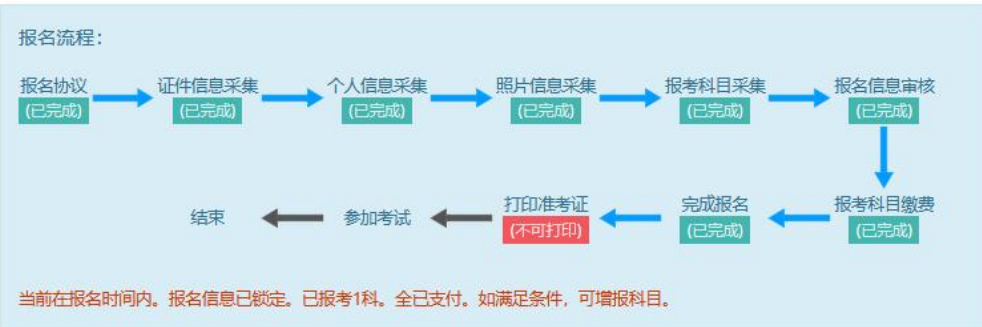 报名流程：
报名协议 证件信息采集 个人信息采集 照片信息采集 报考科目采集 报名信息审核
(已完成) (已完成) (已完成) (已完成) (已完成) (已完成)
结束 参加考试 打印准考证 完成报名 报考科目缴费
(不可打印) (已完成) (已完成)
当前在报名时间内。报名信息已锁定。已报考1科。全已支付。如满足条件，可增报科目。